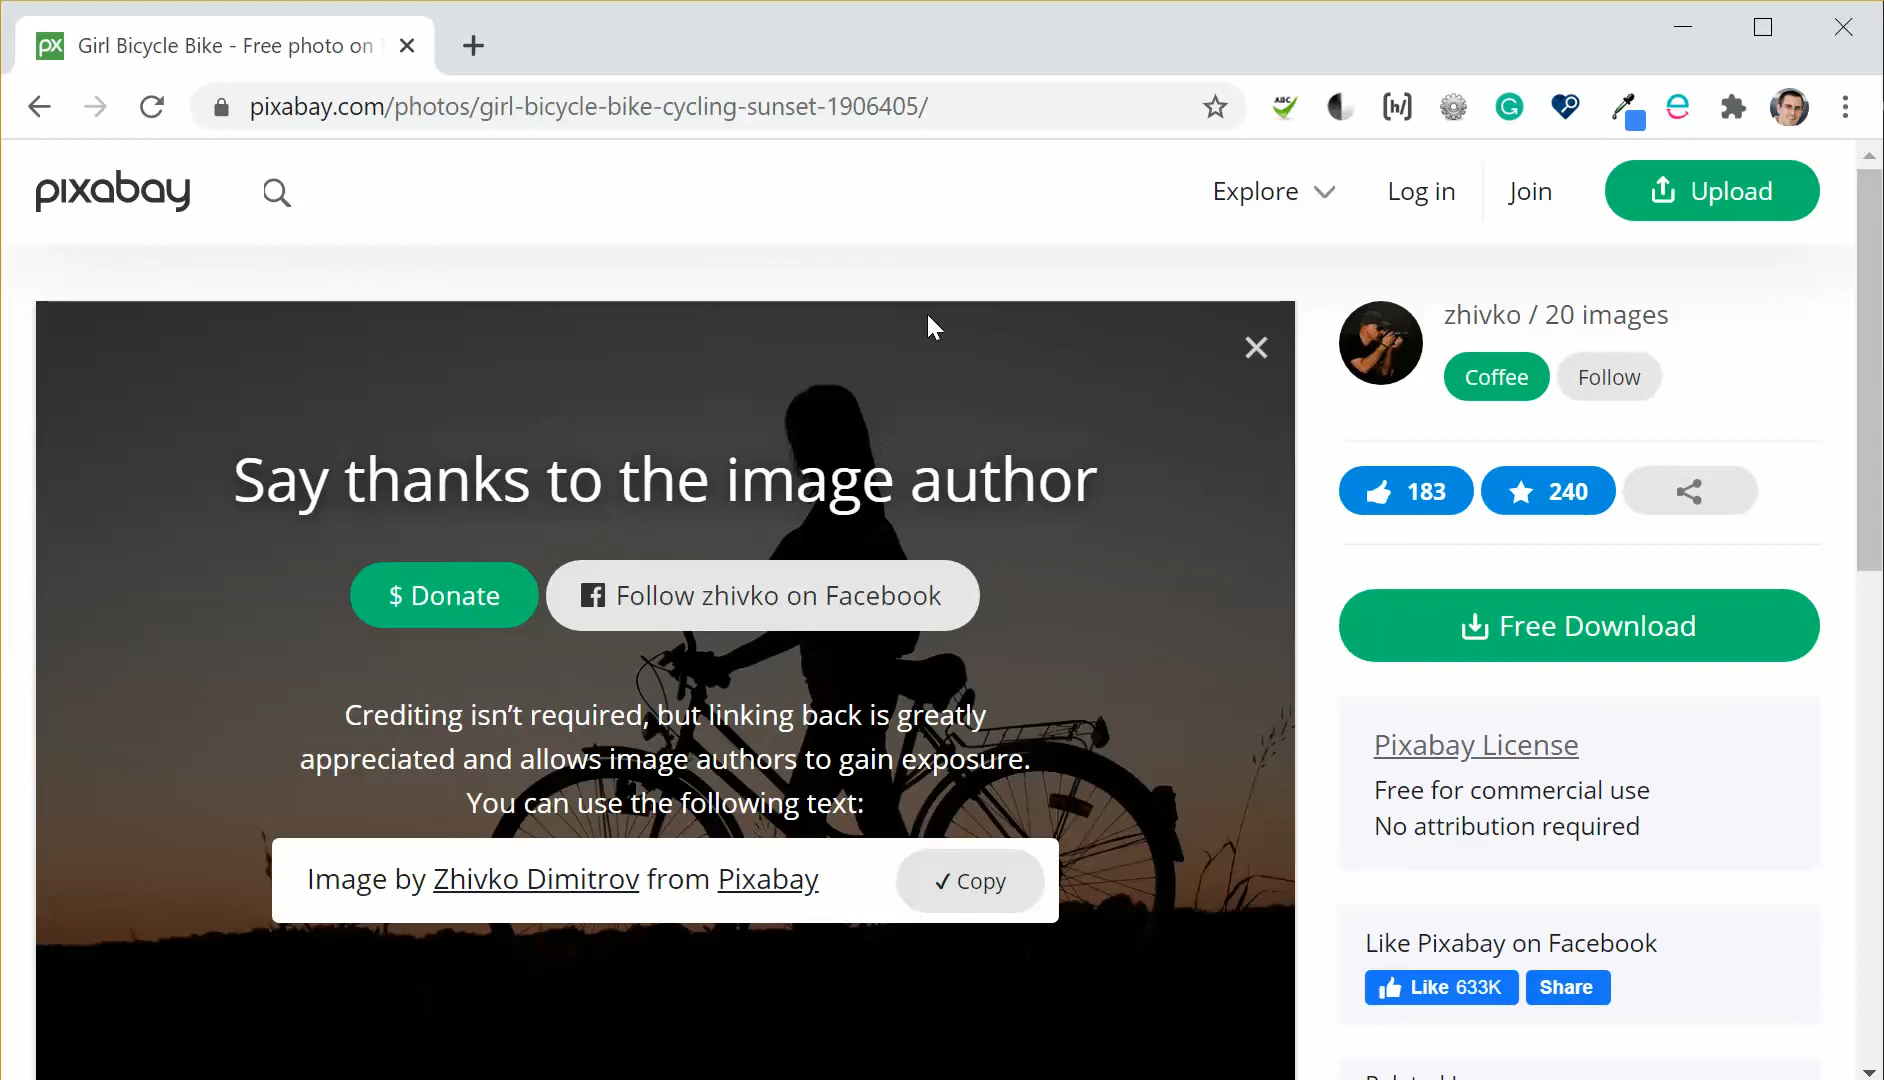 px Girl Bicycle Bike - Free photo on
pixabay.com/photos/girl-bicycle-bike-cycling-sunset-1906405/
ABC
[h/]
G
pixabay
Explore
Log in
Join
Upload
zhivko / 20 images
Coffee
Follow
Say thanks to the image author
183
240
$ Donate
Follow zhivko on Facebook
Free Download
Crediting isn’t required, but linking back is greatly
appreciated and allows image authors to gain exposure.
You can use the following text:
Image by Zhivko Dimitrov from Pixabay
✓ Copy
Pixabay License
Free for commercial use
No attribution required
Like Pixabay on Facebook
Like 633K
Share